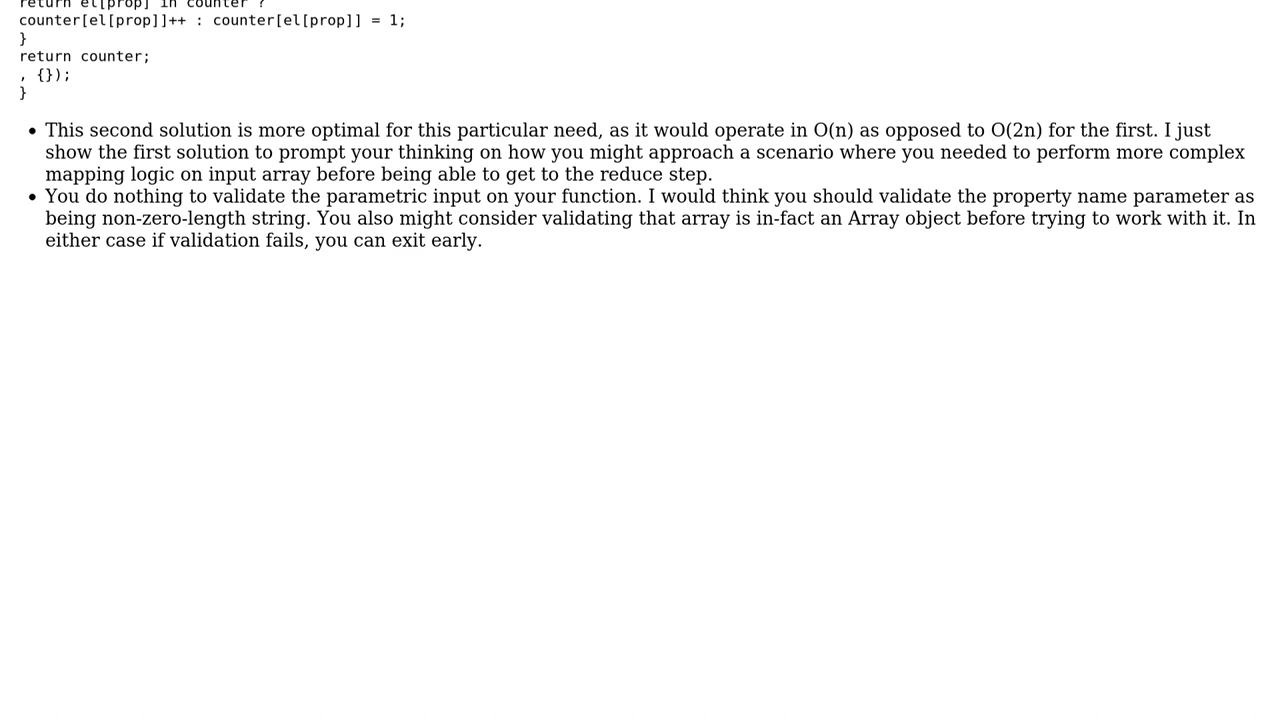 return el[prop] in counter ?
counter[el[prop]]++ : counter[el[prop]] = 1;
}
return counter;
, {});
}
• This second solution is more optimal for this particular need, as it would operate in O(n) as opposed to O(2n) for the first. I just
show the first solution to prompt your thinking on how you might approach a scenario where you needed to perform more complex
mapping logic on input array before being able to get to the reduce step.
• You do nothing to validate the parametric input on your function. I would think you should validate the property name parameter as
being non-zero-length string. You also might consider validating that array is in-fact an Array object before trying to work with it. In
either case if validation fails, you can exit early.